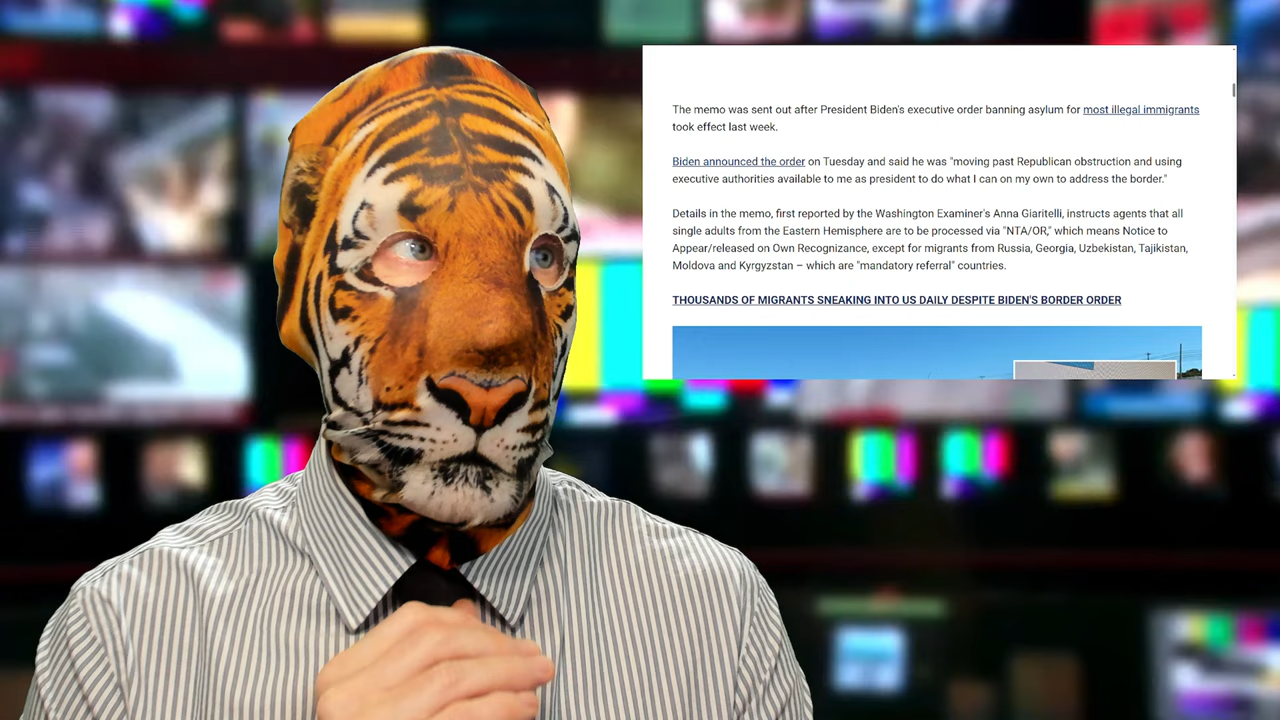 The memo was sent out after President Biden's executive order banning asylum for most illegal immigrants
took effect last week.
Biden announced the order on Tuesday and said he was "moving past Republican obstruction and using
executive authorities available to me as president to do what I can on my own to address the border."
Details in the memo, first reported by the Washington Examiner's Anna Giaritelli, instructs agents that all
single adults from the Eastern Hemisphere are to be processed via "NTA/OR," which means Notice to
Appear/released on Own Recognizance, except for migrants from Russia, Georgia, Uzbekistan, Tajikistan,
Moldova and Kyrgyzstan – which are "mandatory referral" countries.
THOUSANDS OF MIGRANTS SNEAKING INTO US DAILY DESPITE BIDEN'S BORDER ORDER